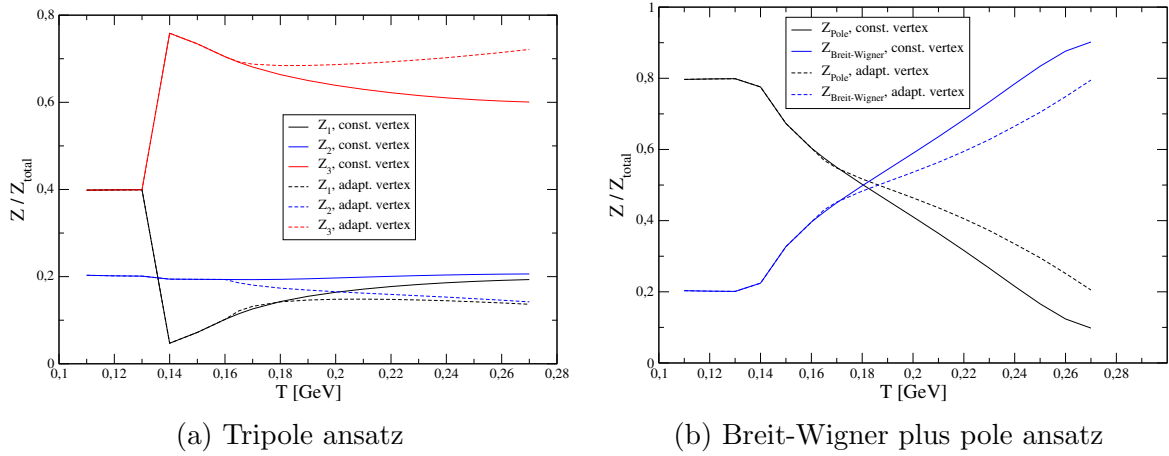 0,8
0,6
0,4
0,2
0
Z / Z_total
Z_1, const. vertex
Z_2, const. vertex
Z_3, const. vertex
Z_1, adapt. vertex
Z_2, adapt. vertex
Z_3, adapt. vertex
0,1 0,12 0,14 0,16 0,18 0,2 0,22 0,24 0,26 0,28
T [GeV]
(a) Tripole ansatz
1
0,8
0,6
0,4
0,2
0
Z / Z_total
Z_Pole, const. vertex
Z_Breit-Wigner, const. vertex
Z_Pole, adapt. vertex
Z_Breit-Wigner, adapt. vertex
0,1 0,12 0,14 0,16 0,18 0,2 0,22 0,24 0,26 0,28
T [GeV]
(b) Breit-Wigner plus pole ansatz